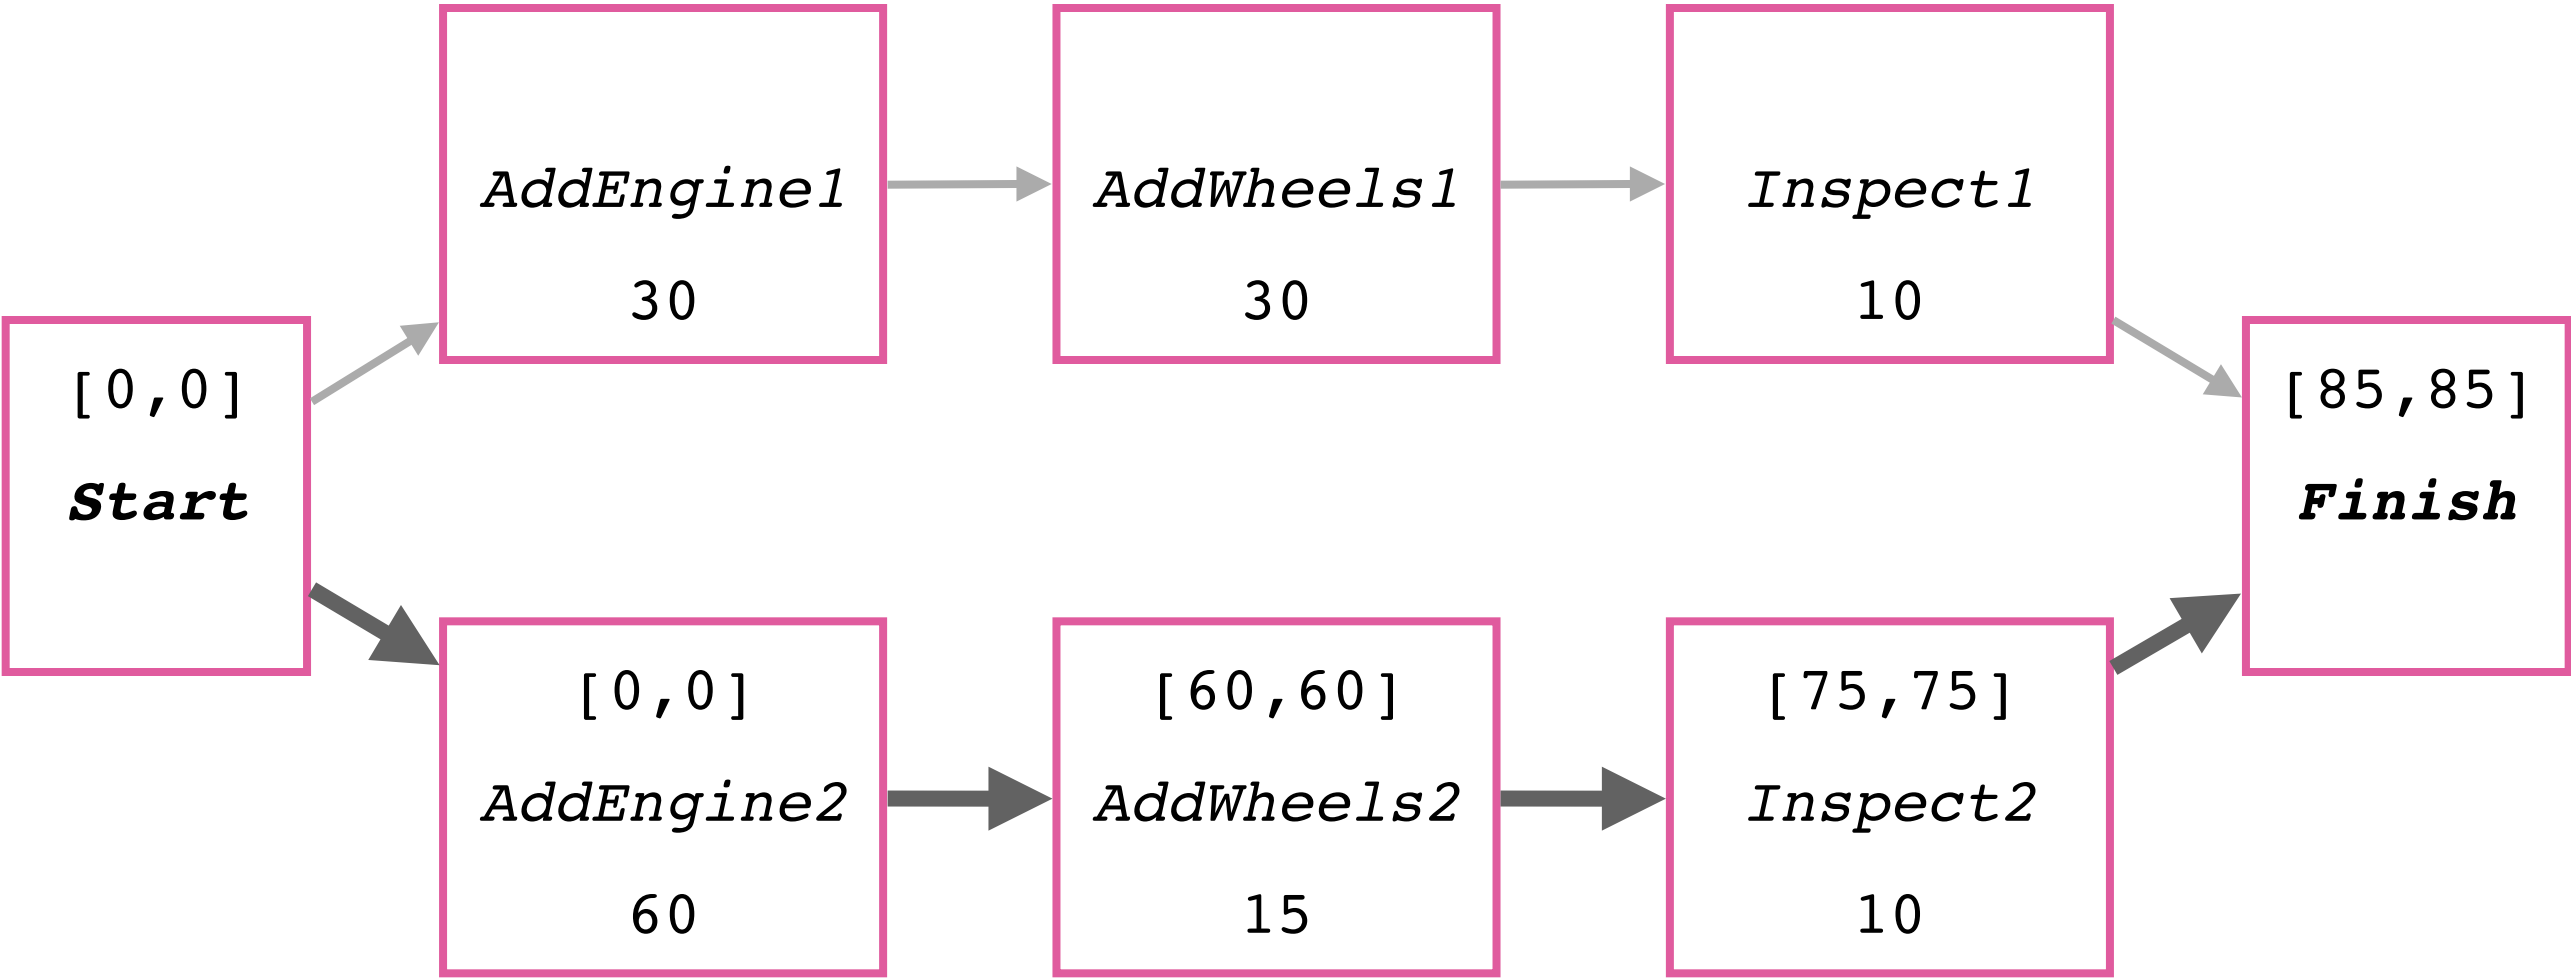 AddEngine1
30
AddWheels1
30
Inspect1
10
[0,0]
Start
[85,85]
Finish
[0,0]
AddEngine2
60
[60,60]
AddWheels2
15
[75,75]
Inspect2
10